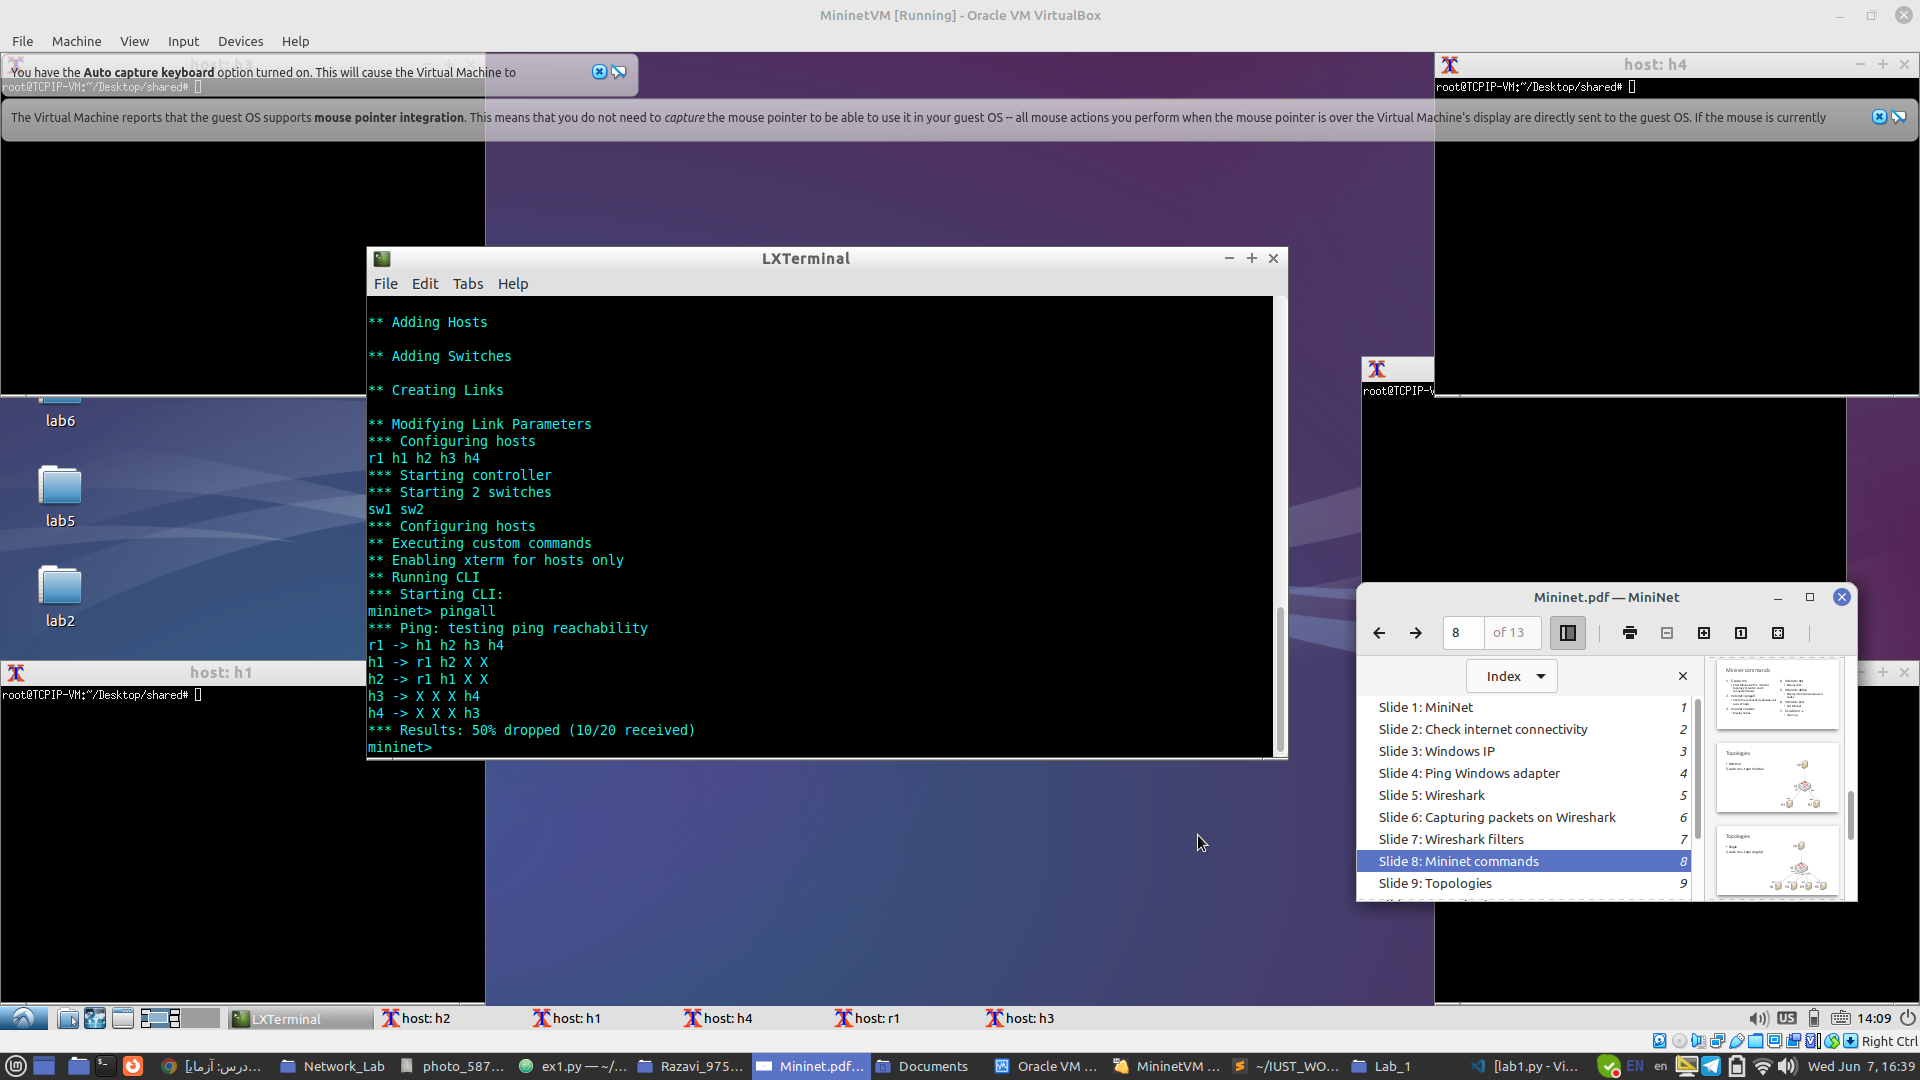 MininetVM [Running] - Oracle VM VirtualBox
File Machine View Input Devices Help
You have the Auto capture keyboard option turned on. This will cause the Virtual Machine to
root@TCPIP-VM:~/Desktop/shared#
host: h4
root@TCPIP-VM:~/Desktop/shared#
The Virtual Machine reports that the guest OS supports mouse pointer integration. This means that you do not need to capture the mouse pointer to be able to use it in your guest OS -- all mouse actions you perform when the mouse pointer is over the Virtual Machine's display are directly sent to the guest OS. If the mouse is currently
LXTerminal
File Edit Tabs Help
** Adding Hosts
** Adding Switches
** Creating Links
** Modifying Link Parameters
*** Configuring hosts
r1 h1 h2 h3 h4
*** Starting controller
*** Starting 2 switches
sw1 sw2
*** Configuring hosts
** Executing custom commands
** Enabling xterm for hosts only
** Running CLI
*** Starting CLI:
mininet> pingall
*** Ping: testing ping reachability
r1 -> h1 h2 h3 h4
h1 -> r1 h2 X X
h2 -> r1 h1 X X
h3 -> X X X h4
h4 -> X X X h3
*** Results: 50% dropped (10/20 received)
mininet>
root@TCPIP-V
lab6
lab5
lab2
host: h1
root@TCPIP-VM:~/Desktop/shared#
Mininet.pdf — MiniNet
8 of 13
Index
Slide 1: MiniNet 1
Slide 2: Check internet connectivity 2
Slide 3: Windows IP 3
Slide 4: Ping Windows adapter 4
Slide 5: Wireshark 5
Slide 6: Capturing packets on Wireshark 6
Slide 7: Wireshark filters 7
Slide 8: Mininet commands 8
Slide 9: Topologies 9
Mininet commands
Topologies
Topologies
LXTerminal
host: h2
host: h1
host: h4
host: r1
host: h3
US
14:09
Right Ctrl
درس: آزمای...]
Network_Lab
photo_587...
ex1.py — ~/...
Razavi_975...
Mininet.pdf...
Documents
Oracle VM ...
MininetVM ...
~/IUST_WO...
Lab_1
[lab1.py - Vi...
EN
en
Wed Jun 7, 16:39